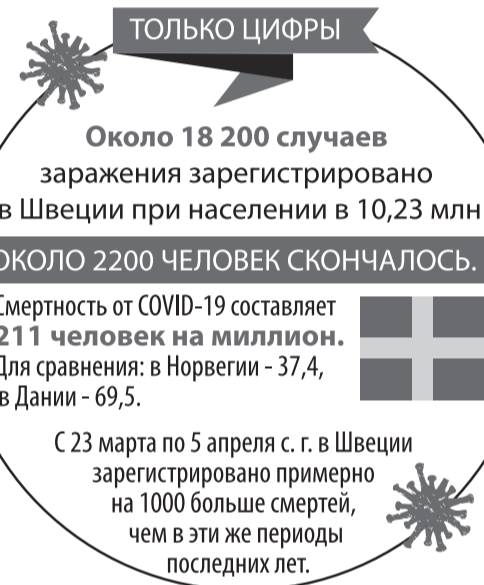 ТОЛЬКО ЦИФРЫ
Около 18 200 случаев
заражения зарегистрировано
в Швеции при населении в 10,23 млн
ОКОЛО 2200 ЧЕЛОВЕК СКОНЧАЛОСЬ.
Смертность от COVID-19 составляет
211 человек на миллион.
Для сравнения: в Норвегии - 37,4,
в Дании - 69,5.
С 23 марта по 5 апреля с. г. в Швеции
зарегистрировано примерно
на 1000 больше смертей,
чем в эти же периоды
последних лет.